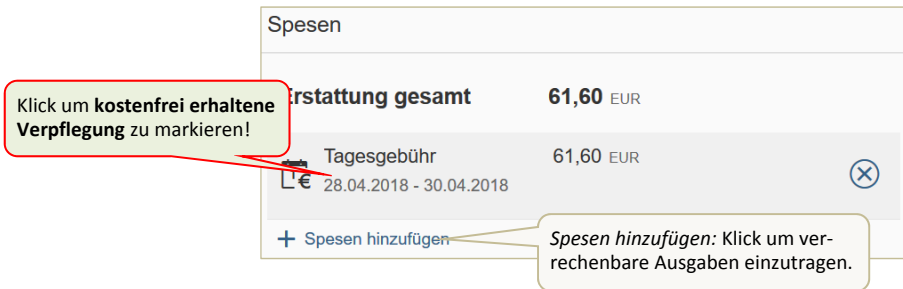 Spesen
Erstattung gesamt 61,60 EUR
Klick um kostenfrei erhaltene
Verpflegung zu markieren!
Tagesgebühr 61,60 EUR
28.04.2018 - 30.04.2018
+ Spesen hinzufügen
Spesen hinzufügen: Klick um ver-
rechenbare Ausgaben einzutragen.